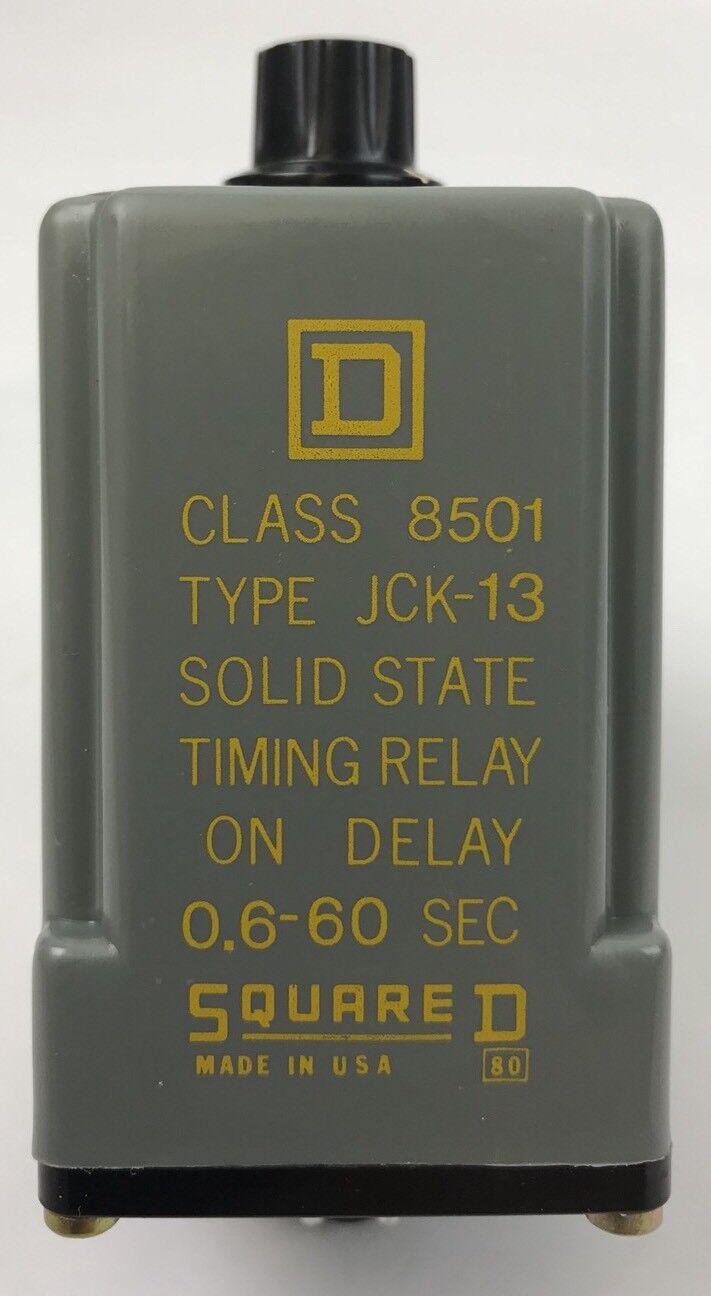 D
CLASS 8501
TYPE JCK-13
SOLID STATE
TIMING RELAY
ON DELAY
0.6-60 SEC
SQUARE D
MADE IN USA 80